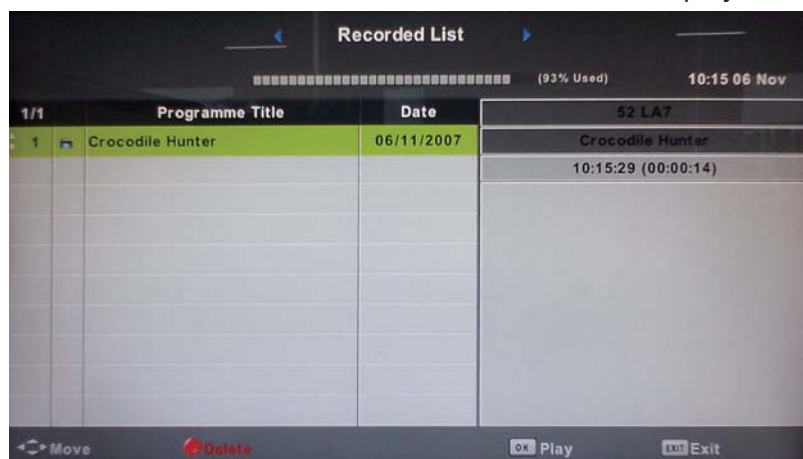 Recorded List
(93% Used) 10:15 06 Nov
1/1 Programme Title Date
52 LA7
1 Crocodile Hunter 06/11/2007
Crocodile Hunter
10:15:29 (00:00:14)
Move Delete OK Play EXIT Exit